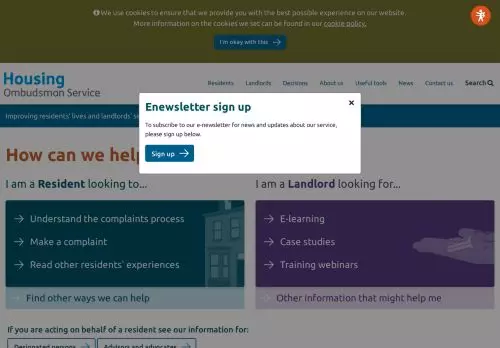 We use cookies to ensure that we provide you with the best possible experience on our website.
More information on the cookies we set can be found in our cookie policy.
I'm okay with this
Housing
Ombudsman Service
Residents Landlords Decisions About us Useful tools News Contact us Search
Improving residents' lives and landlords' se
Enewsletter sign up
×
To subscribe to our e-newsletter for news and updates about our service,
please sign up below.
Sign up
How can we help
I am a Resident looking to...
I am a Landlord looking for...
Understand the complaints process
Make a complaint
Read other residents' experiences
Find other ways we can help
E-learning
Case studies
Training webinars
Other information that might help me
If you are acting on behalf of a resident see our information for:
Designated persons
Advisors and advocates